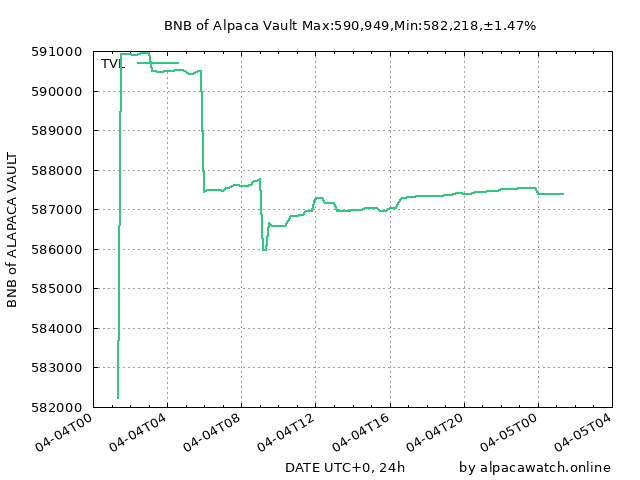 BNB of Alpaca Vault Max:590,949,Min:582,218,±1.47%
TVL
591000
590000
589000
588000
587000
586000
585000
584000
583000
582000
BNB of ALAPACA VAULT
04-04T00
04-04T04
04-04T08
04-04T12
04-04T16
04-04T20
04-05T00
04-05T04
DATE UTC+0, 24h
by alpacawatch.online